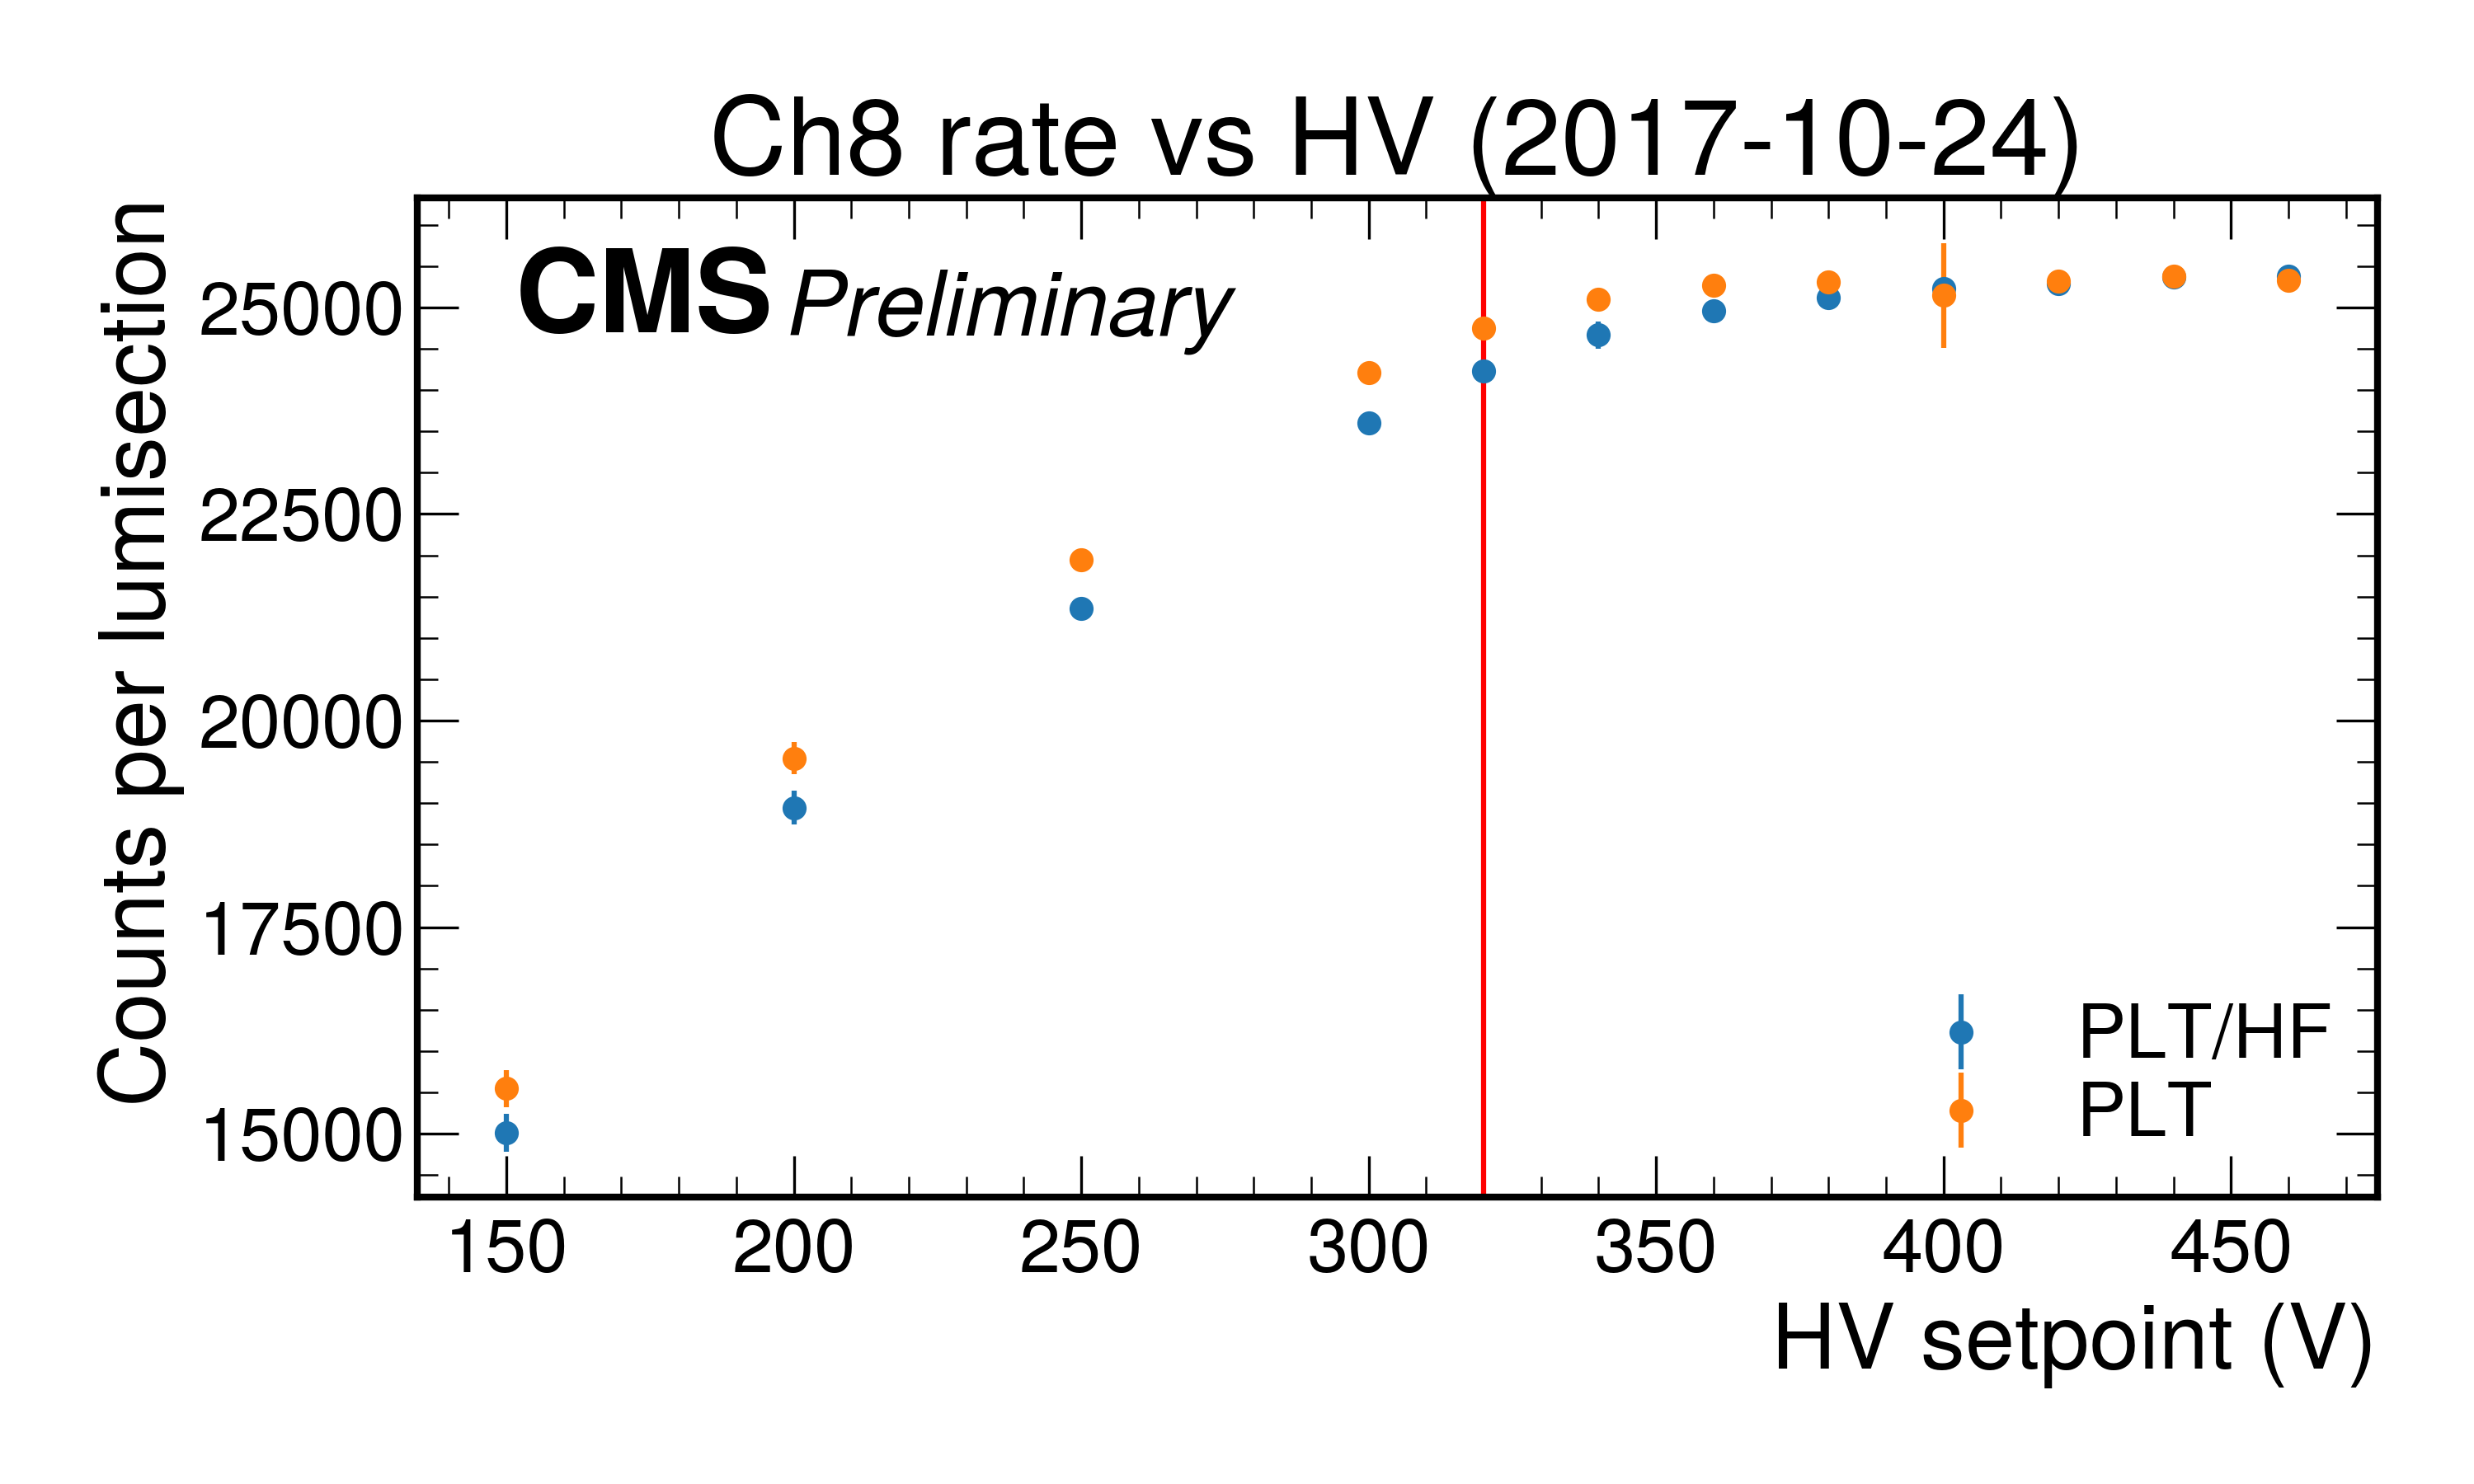 Ch8 rate vs HV (2017-10-24)
CMS Preliminary
Counts per lumisection
25000
22500
20000
17500
15000
PLT/HF
PLT
150 200 250 300 350 400 450
HV setpoint (V)